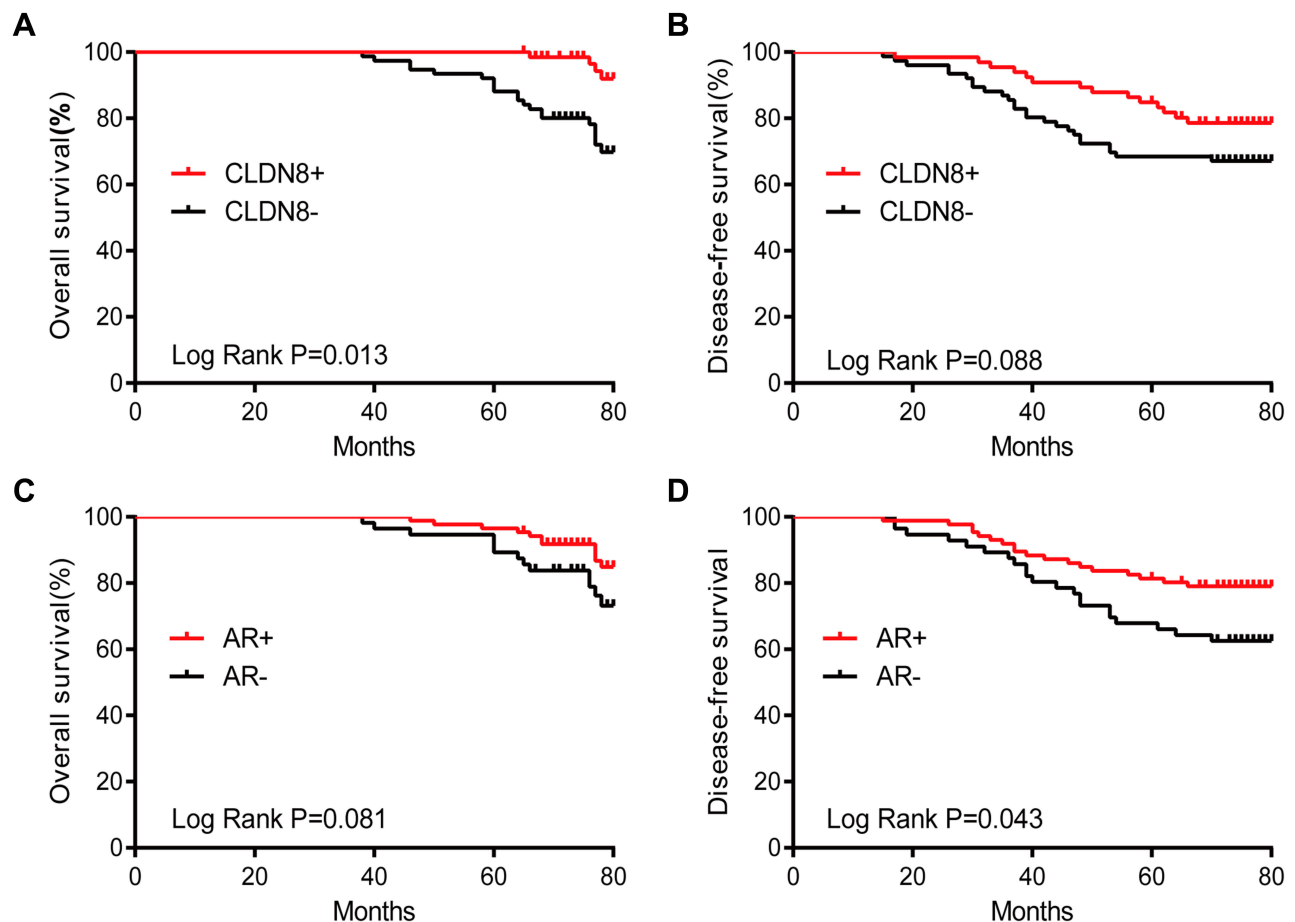 A
Overall survival(%)
100
80
60
40
20
0
CLDN8+
CLDN8-
Log Rank P=0.013
0 20 40 60 80
Months
B
Disease-free survival(%)
100
80
60
40
20
0
CLDN8+
CLDN8-
Log Rank P=0.088
0 20 40 60 80
Months
C
Overall survival(%)
100
80
60
40
20
0
AR+
AR-
Log Rank P=0.081
0 20 40 60 80
Months
D
Disease-free survival
100
80
60
40
20
0
AR+
AR-
Log Rank P=0.043
0 20 40 60 80
Months